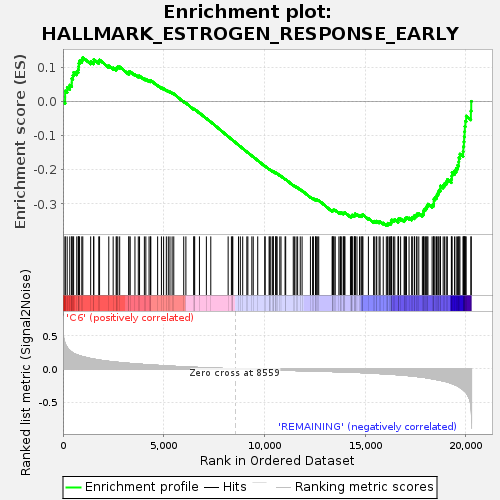 Enrichment plot:
HALLMARK_ESTROGEN_RESPONSE_EARLY
Enrichment score (ES)
0.1
0.0
-0.1
-0.2
-0.3
Ranked list metric (Signal2Noise)
'C6' (positively correlated)
0.5
0.0
-0.5
Zero cross at 8559
'REMAINING' (negatively correlated)
0
5,000
10,000
15,000
20,000
Rank in Ordered Dataset
Enrichment profile
Hits
Ranking metric scores